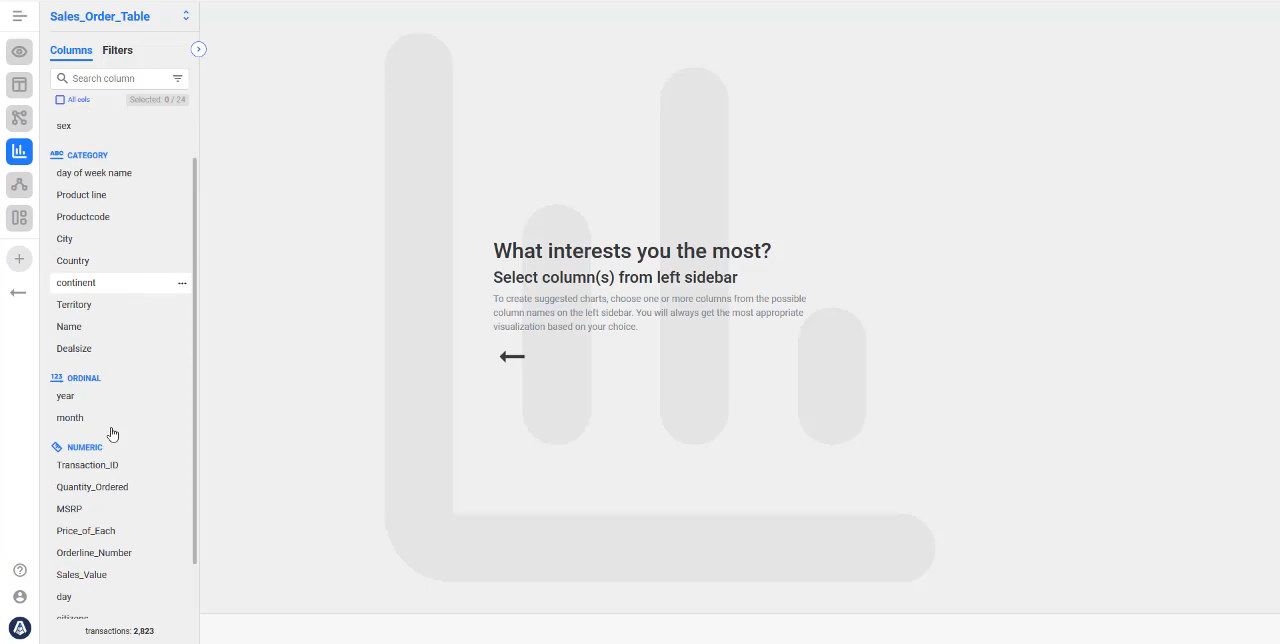 Sales_Order_Table
Columns Filters
Search column
All cols Selected: 0 / 24
sex
ABC CATEGORY
day of week name
Product line
Productcode
City
Country
continent
Territory
Name
Dealsize
123 ORDINAL
year
month
NUMERIC
Transaction_ID
Quantity_Ordered
MSRP
Price_of_Each
Orderline_Number
Sales_Value
day
citizens
transactions: 2,823
What interests you the most?
Select column(s) from left sidebar
To create suggested charts, choose one or more columns from the possible
column names on the left sidebar. You will always get the most appropriate
visualization based on your choice.